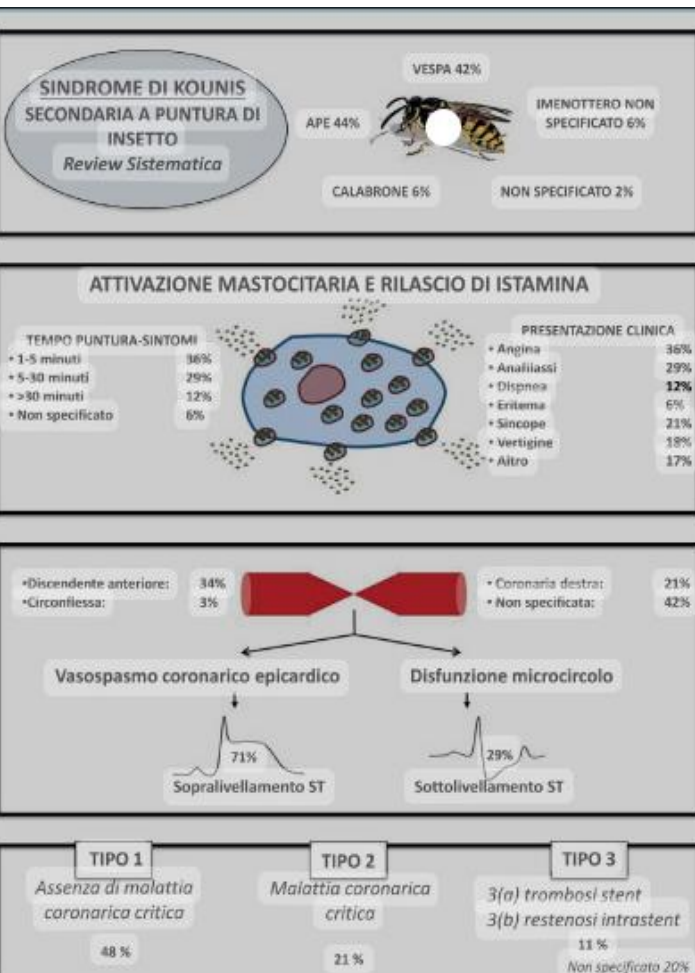 SINDROME DI KOUNIS
SECONDARIA A PUNTURA DI
INSETTO
Review Sistematica
VESPA 42%
APE 44%
IMENOTTERO NON
SPECIFICATO 6%
CALABRONE 6%
NON SPECIFICATO 2%
ATTIVAZIONE MASTOCITARIA E RILASCIO DI ISTAMINA
TEMPO PUNTURA-SINTOMI
• 1-5 minuti 36%
• 5-30 minuti 29%
• >30 minuti 12%
• Non specificato 6%
PRESENTAZIONE CLINICA
• Angina 36%
• Anafilassi 29%
• Dispnea 12%
• Eritema 6%
• Sincope 21%
• Vertigine 18%
• Altro 17%
•Discendente anteriore: 34%
•Circonflessa: 3%
• Coronaria destra: 21%
• Non specificata: 42%
Vasospasmo coronarico epicardico
Disfunzione microcircolo
71%
29%
Sopralivellamento ST
Sottolivellamento ST
TIPO 1
Assenza di malattia
coronarica critica
48 %
TIPO 2
Malattia coronarica
critica
21 %
TIPO 3
3(a) trombosi stent
3(b) restenosi intrastent
11 %
Non specificato 20%